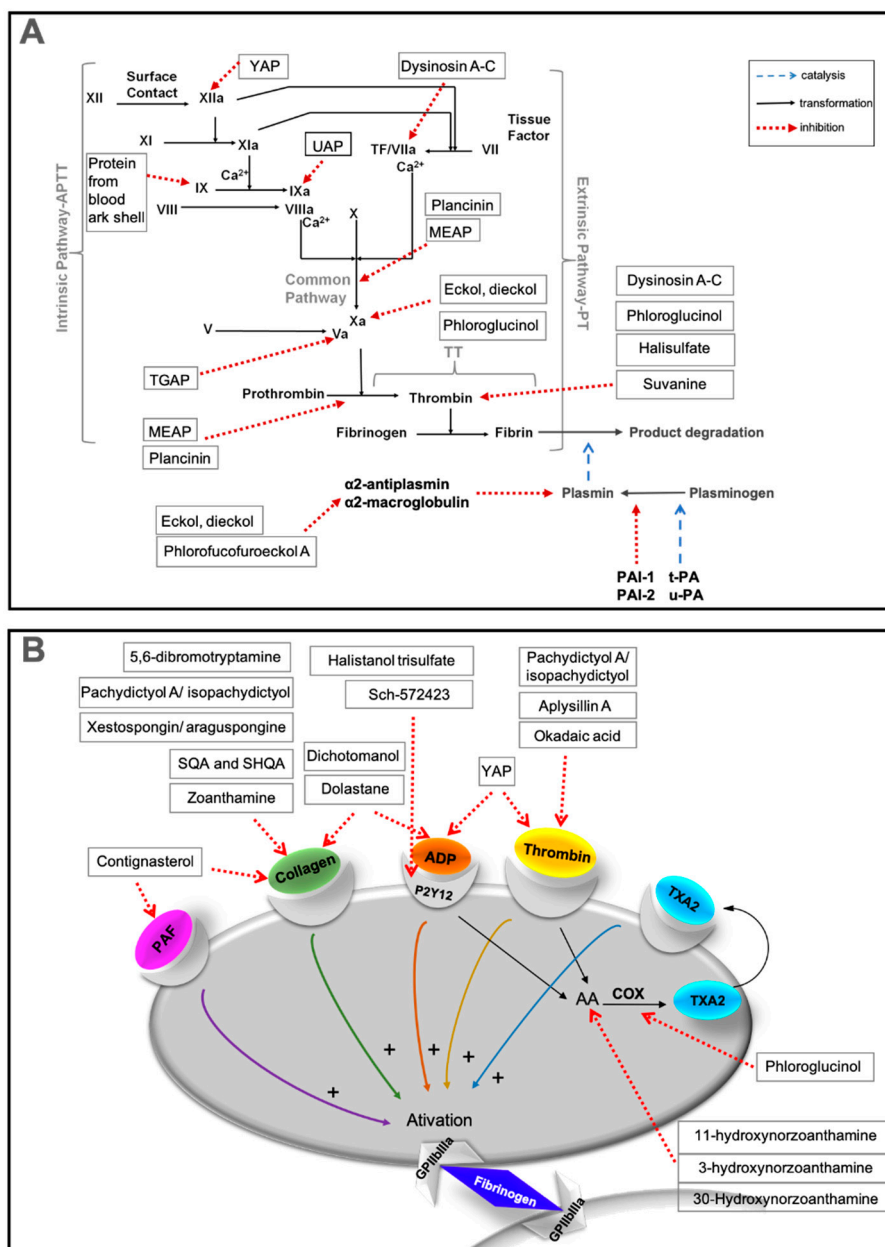 A
YAP
Dysinosin A-C
catalysis
transformation
inhibition
XII
Surface
Contact
XIIa
Tissue
Factor
XI
XIa
TF/VIIa
VII
Ca2+
UAP
Ca2+
Protein
from
blood
ark shell
IX
IXa
VIII
VIIIa
Ca2+
X
Plancinin
MEAP
Intrinsic Pathway-APTT
Extrinsic Pathway-PT
Common
Pathway
Dysinosin A-C
Eckol, dieckol
Phloroglucinol
Xa
Phloroglucinol
V
Va
Halisulfate
TT
TGAP
Suvanine
Prothrombin
Thrombin
MEAP
Plancinin
Fibrinogen
Fibrin
Product degradation
α2-antiplasmin
α2-macroglobulin
Plasmin
Plasminogen
Eckol, dieckol
Phlorofucofuroeckol A
PAI-1
PAI-2
t-PA
u-PA
B
5,6-dibromotryptamine
Halistanol trisulfate
Pachydictyol A/
isopachydictyol
Pachydictyol A/ isopachydictyol
Sch-572423
Aplysillin A
Xestospongin/ araguspongine
Okadaic acid
SQA and SHQA
Dichotomanol
YAP
Zoanthamine
Dolastane
Contignasterol
Collagen
ADP
P2Y12
Thrombin
TXA2
PAF
AA
COX
TXA2
Phloroglucinol
+
+
+
+
+
Ativation
11-hydroxynorzoanthamine
3-hydroxynorzoanthamine
30-Hydroxynorzoanthamine
GPIIbIIIa
Fibrinogen
GPIIbIIIa